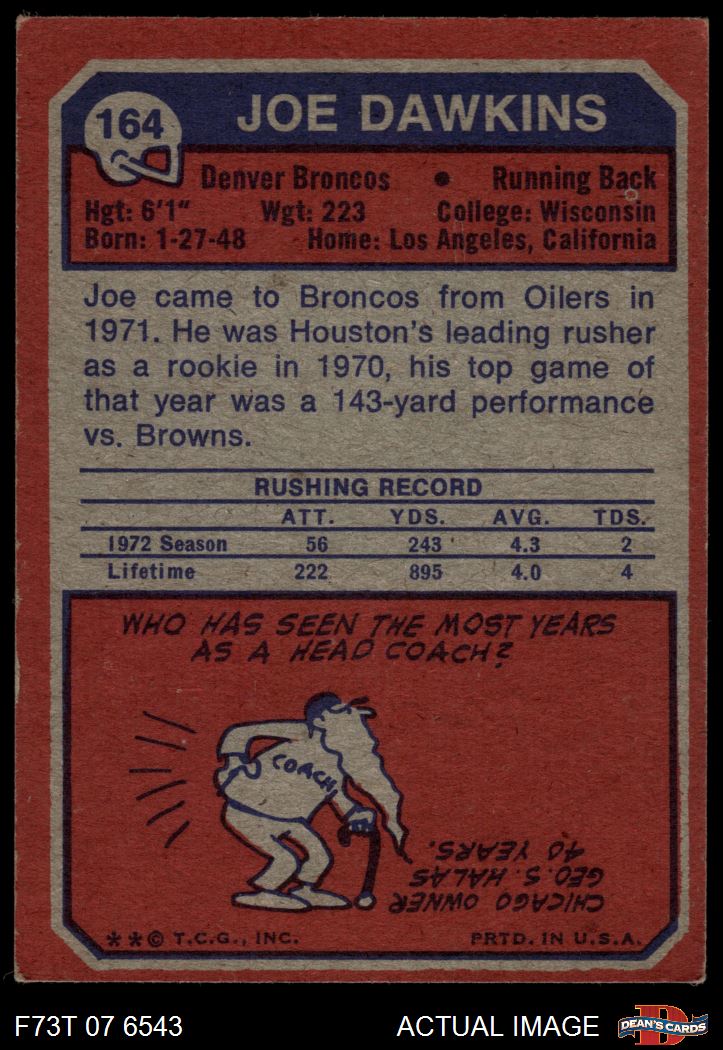 164
JOE DAWKINS
Denver Broncos • Running Back
Hgt: 6'1" Wgt: 223 College: Wisconsin
Born: 1-27-48 Home: Los Angeles, California
Joe came to Broncos from Oilers in
1971. He was Houston's leading rusher
as a rookie in 1970, his top game of
that year was a 143-yard performance
vs. Browns.
RUSHING RECORD
ATT. YDS. AVG. TDS.
1972 Season 56 243 4.3 2
Lifetime 222 895 4.0 4
WHO HAS SEEN THE MOST YEARS
AS A HEAD COACH?
COACH
CHICAGO OWNER
GEO. S. HALAS
40 YEARS.
**© T.C.G., INC. PRTD. IN U.S.A.
F73T 07 6543 ACTUAL IMAGE
D
DEAN'S CARDS